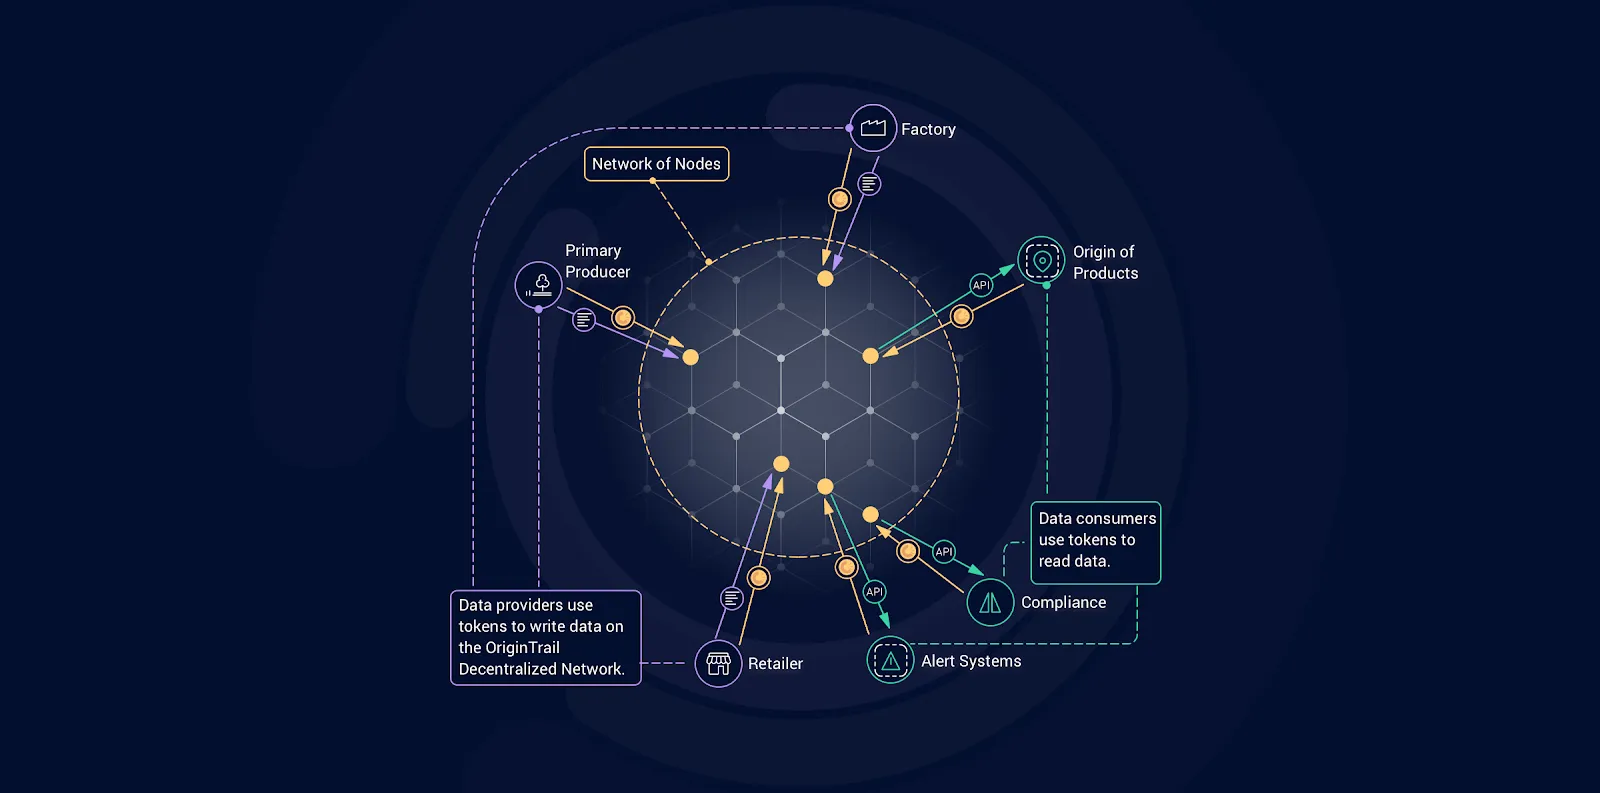 Factory
Network of Nodes
Primary
Producer
Origin of
Products
API
API
API
Data consumers
use tokens to
read data.
Compliance
Data providers use
tokens to write data on
the OriginTrail
Decentralized Network.
Retailer
Alert Systems